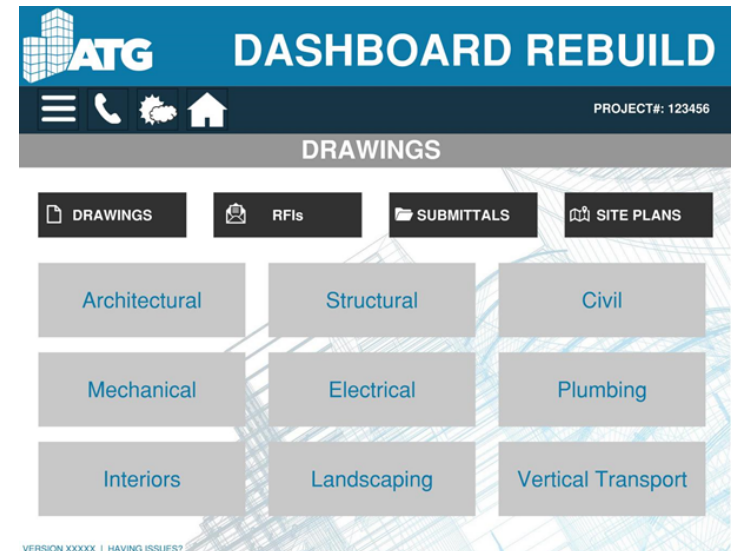 ATG DASHBOARD REBUILD
PROJECT#: 123456
DRAWINGS
DRAWINGS RFIs SUBMITTALS SITE PLANS
Architectural Structural Civil
Mechanical Electrical Plumbing
Interiors Landscaping Vertical Transport
VERSION XXXXX | HAVING ISSUES?